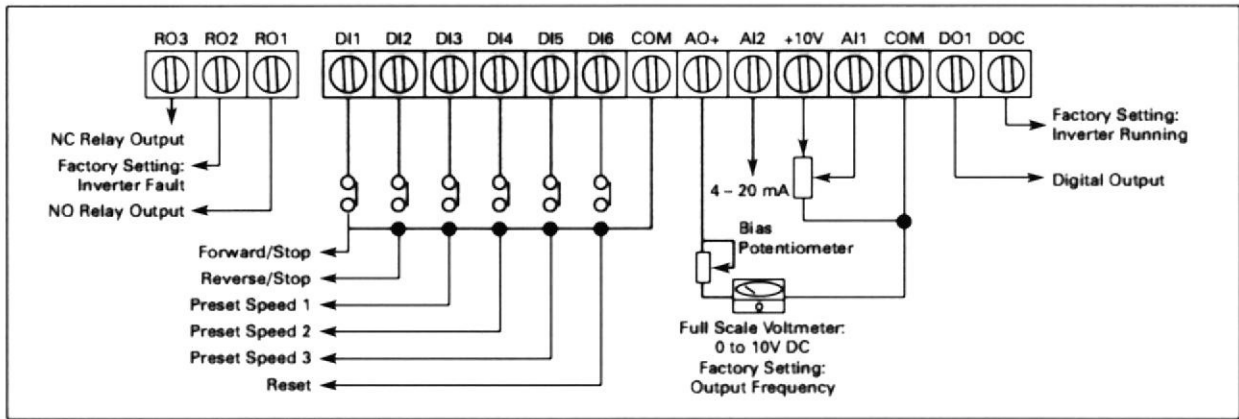 RO3 RO2 RO1 DI1 DI2 DI3 DI4 DI5 DI6 COM AO+ AI2 +10V AI1 COM DO1 DOC
NC Relay Output
Factory Setting:
Inverter Fault
NO Relay Output
Forward/Stop
Reverse/Stop
Preset Speed 1
Preset Speed 2
Preset Speed 3
Reset
4 – 20 mA
Bias
Potentiometer
Full Scale Voltmeter:
0 to 10V DC
Factory Setting:
Output Frequency
Factory Setting:
Inverter Running
Digital Output